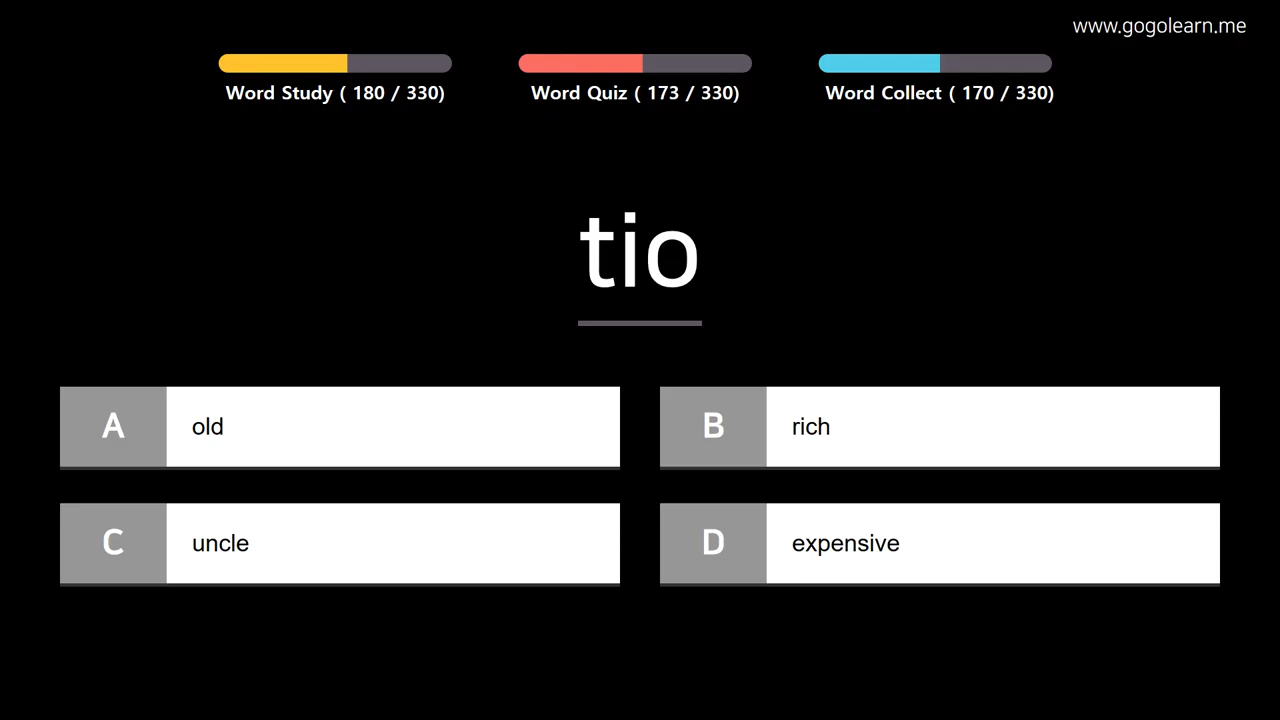 www.gogolearn.me
Word Study ( 180 / 330)
Word Quiz ( 173 / 330)
Word Collect ( 170 / 330)
tio
A old
B rich
C uncle
D expensive